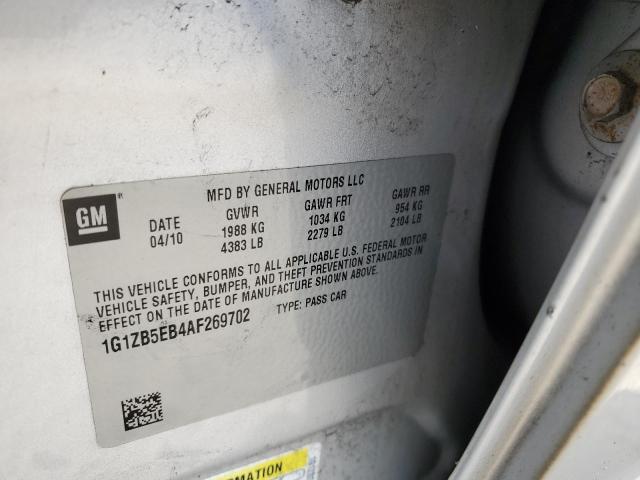 MFD BY GENERAL MOTORS LLC
GM
DATE GVWR GAWR FRT GAWR RR
04/10 1988 KG 1034 KG 954 KG
4383 LB 2279 LB 2104 LB
THIS VEHICLE CONFORMS TO ALL APPLICABLE U.S. FEDERAL MOTOR
VEHICLE SAFETY, BUMPER, AND THEFT PREVENTION STANDARDS IN
EFFECT ON THE DATE OF MANUFACTURE SHOWN ABOVE.
1G1ZB5EB4AF269702 TYPE: PASS CAR